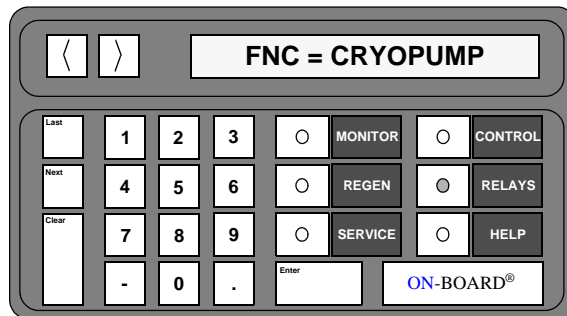 〈 〉 FNC = CRYOPUMP
Last 1 2 3 MONITOR CONTROL
Next 4 5 6 REGEN RELAYS
Clear 7 8 9 SERVICE HELP
- 0 . Enter ON-BOARD®